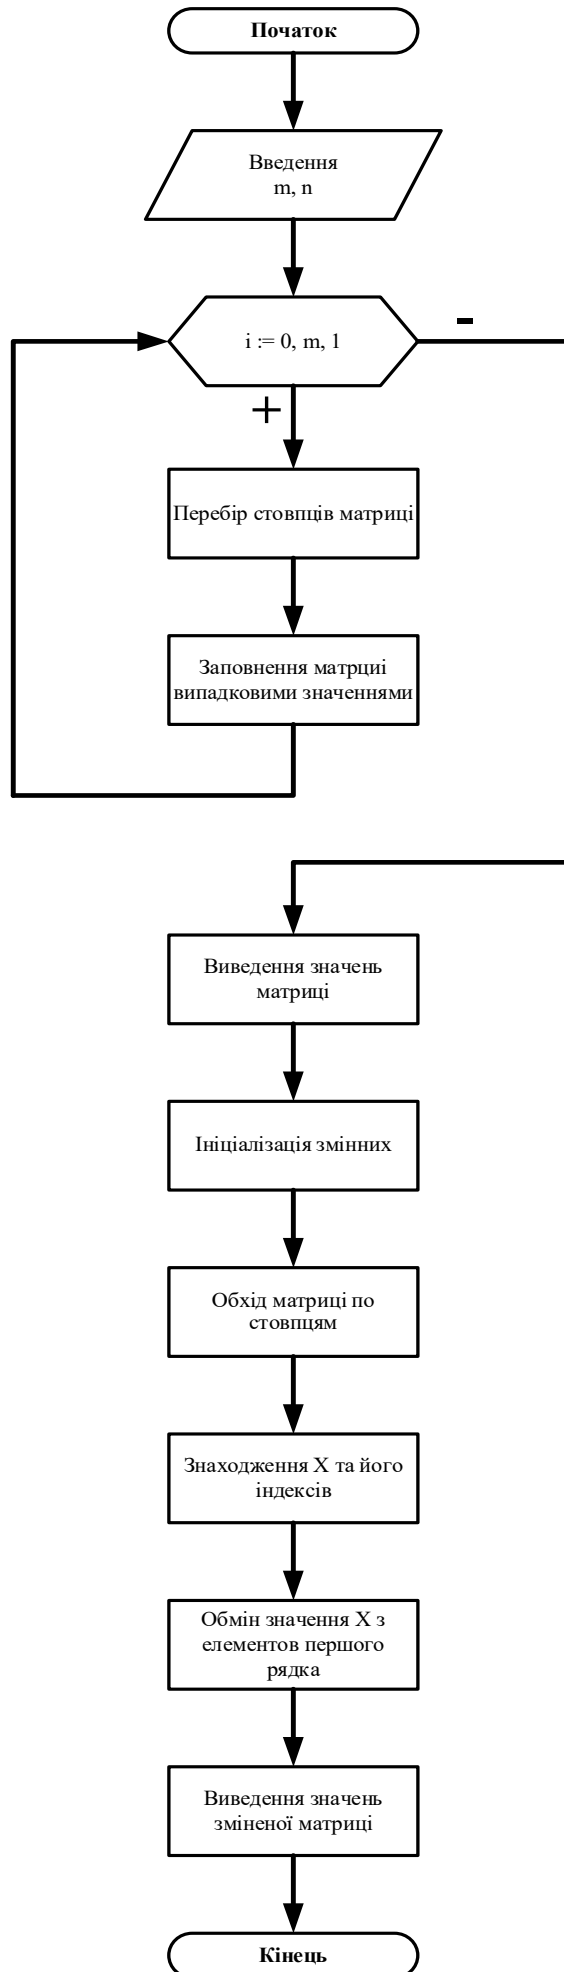 Початок
Введення
m, n
i := 0, m, 1
-
+
Перебір стовпців матриці
Заповнення матрциі
випадковими значеннями
Виведення значень
матриці
Ініціалізація змінних
Обхід матриці по
стовпцям
Знаходження X та його
індексів
Обмін значення X з
елементов першого
рядка
Виведення значень
зміненої матриці
Кінець